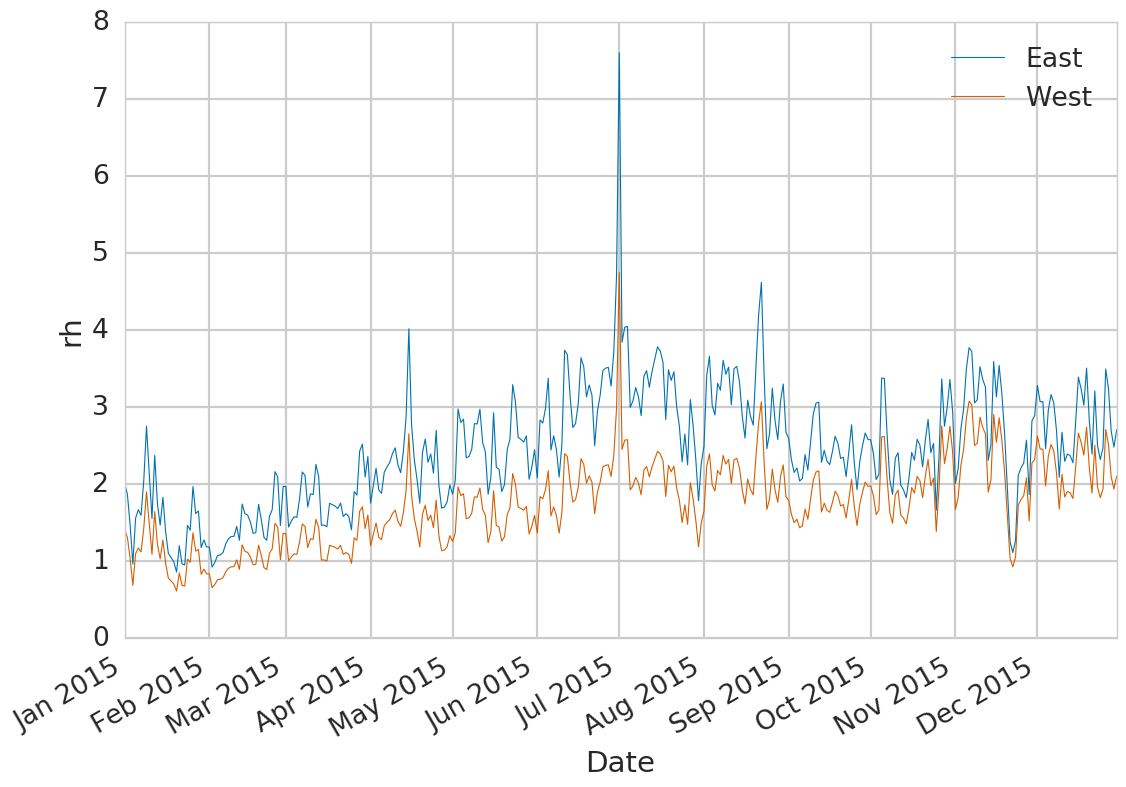 8
7
6
5
4
3
2
1
0
rh
East
West
Jan 2015
Feb 2015
Mar 2015
Apr 2015
May 2015
Jun 2015
Jul 2015
Aug 2015
Sep 2015
Oct 2015
Nov 2015
Dec 2015
Date